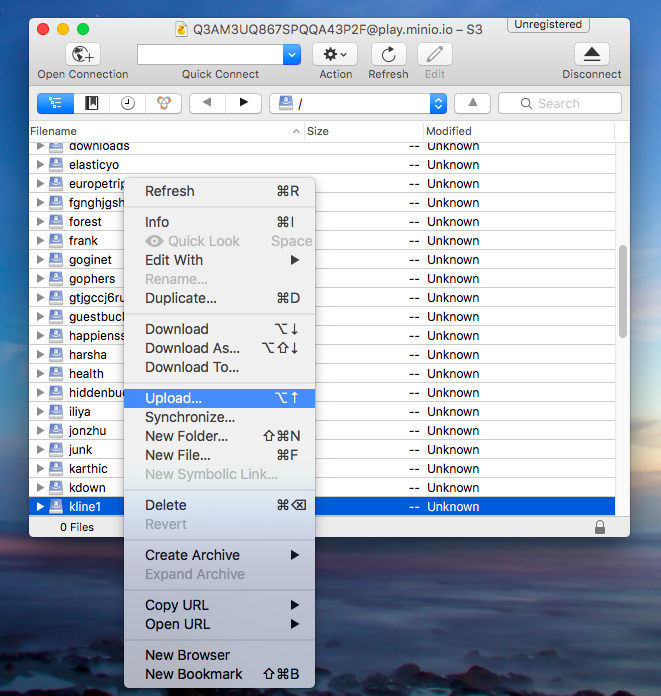 Q3AM3UQ867SPQQA43P2F@play.minio.io – S3
Unregistered
Open Connection
Quick Connect
Action
Refresh
Edit
Disconnect
/
Search
Filename
Size
Modified
downloads -- Unknown
elasticyo -- Unknown
europetrip -- Unknown
fgnghjgsh -- Unknown
forest -- Unknown
frank -- Unknown
goginet -- Unknown
gophers -- Unknown
gtjgccj6ru -- Unknown
guestbuck -- Unknown
happienss -- Unknown
harsha -- Unknown
health -- Unknown
hiddenbuc -- Unknown
iliya -- Unknown
jonzhu -- Unknown
junk -- Unknown
karthic -- Unknown
kdown -- Unknown
kline1 -- Unknown
0 Files
Refresh ⌘R
Info ⌘I
Quick Look Space
Edit With
Rename...
Duplicate... ⌘D
Download ⌥↓
Download As... ⌥⇧↓
Download To...
Upload... ⌥↑
Synchronize...
New Folder... ⇧⌘N
New File... ⌘F
New Symbolic Link...
Delete ⌘⌫
Revert
Create Archive
Expand Archive
Copy URL
Open URL
New Browser
New Bookmark ⇧⌘B